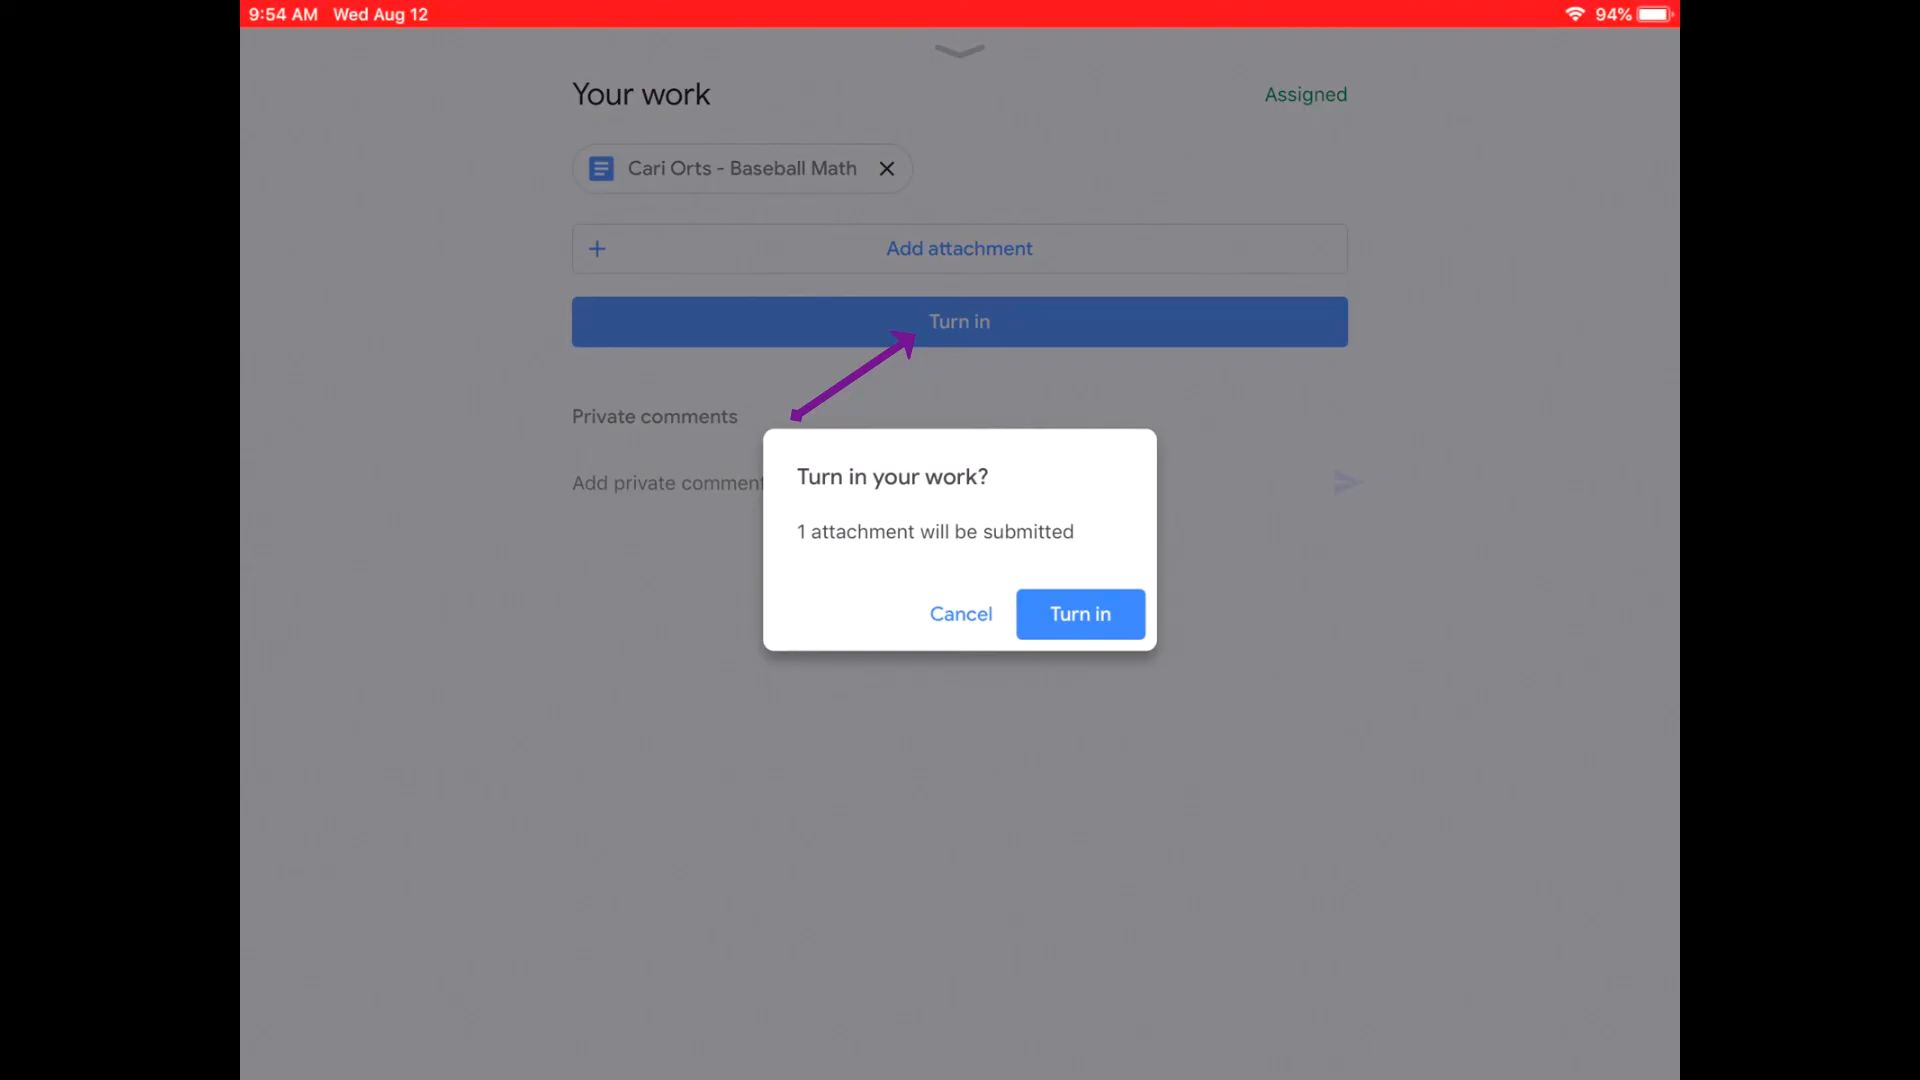 9:54 AM Wed Aug 12 94%
Your work Assigned
Cari Orts - Baseball Math
Add attachment
Turn in
Private comments
Add private comment
Turn in your work?
1 attachment will be submitted
Cancel Turn in